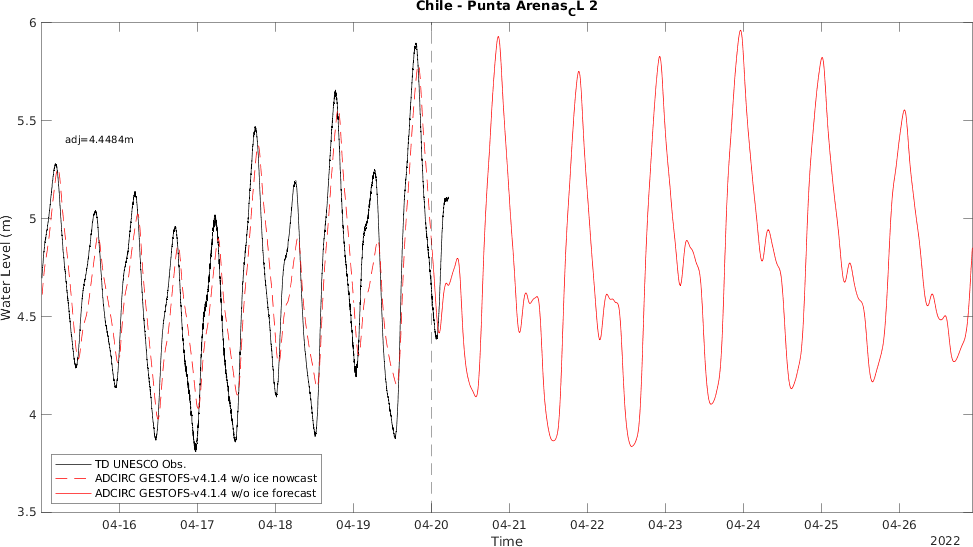 Chile - Punta Arenas_CL 2
6
5.5
5
4.5
4
3.5
Water Level (m)
adj=4.4484m
TD UNESCO Obs.
ADCIRC GESTOFS-v4.1.4 w/o ice nowcast
ADCIRC GESTOFS-v4.1.4 w/o ice forecast
04-16 04-17 04-18 04-19 04-20 04-21 04-22 04-23 04-24 04-25 04-26
Time
2022